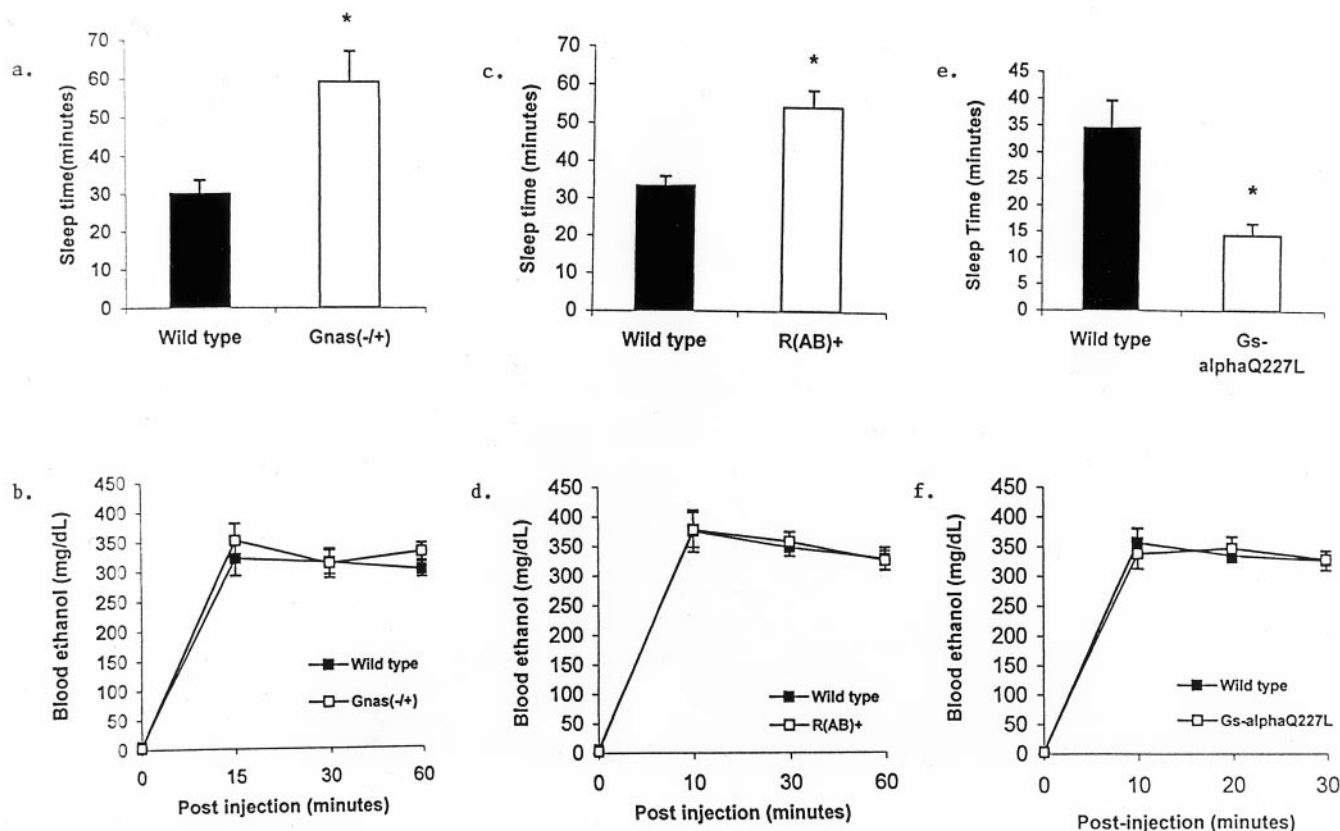 a.
*
Sleep time(minutes)
70
60
50
40
30
20
10
0
Wild type
Gnas(-/+)
c.
*
Sleep time (minutes)
70
60
50
40
30
20
10
0
Wild type
R(AB)+
e.
*
Sleep Time (minutes)
45
40
35
30
25
20
15
10
5
0
Wild type
Gs-
alphaQ227L
b.
Blood ethanol (mg/dL)
450
400
350
300
250
200
150
100
50
0
Wild type
Gnas(-/+)
0 15 30 60
Post injection (minutes)
d.
Blood ethanol (mg/dL)
450
400
350
300
250
200
150
100
50
0
Wild type
R(AB)+
0 10 30 60
Post injection (minutes)
f.
Blood ethanol (mg/dL)
450
400
350
300
250
200
150
100
50
0
Wild type
Gs-alphaQ227L
0 10 20 30
Post-injection (minutes)